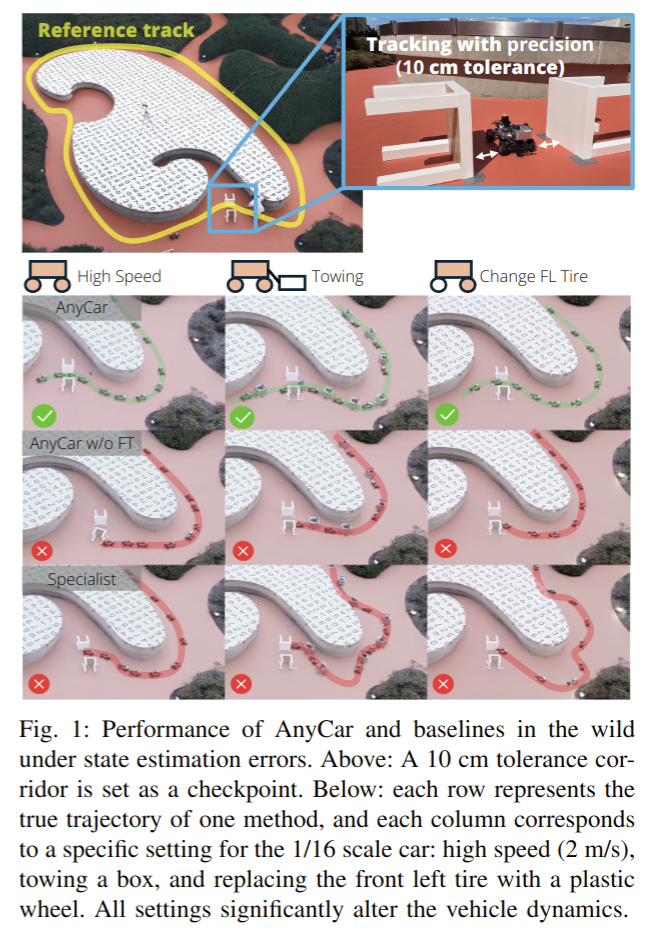 Reference track
Tracking with precision
(10 cm tolerance)
High Speed
Towing
Change FL Tire
AnyCar
AnyCar w/o FT
Specialist
Fig. 1: Performance of AnyCar and baselines in the wild
under state estimation errors. Above: A 10 cm tolerance cor-
ridor is set as a checkpoint. Below: each row represents the
true trajectory of one method, and each column corresponds
to a specific setting for the 1/16 scale car: high speed (2 m/s),
towing a box, and replacing the front left tire with a plastic
wheel. All settings significantly alter the vehicle dynamics.